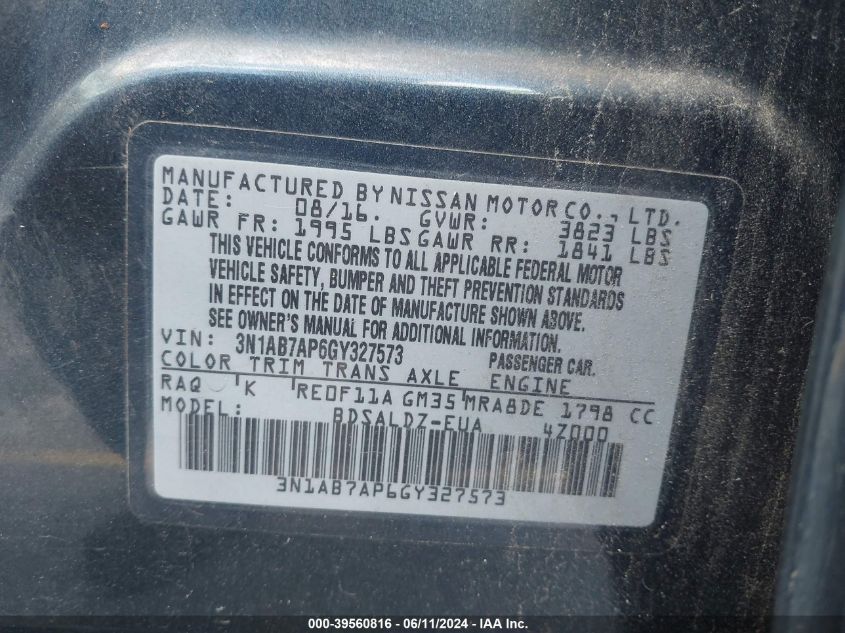 MANUFACTURED BY NISSAN MOTOR CO., LTD.
DATE: 08/16. GVWR: 3823 LBS
GAWR FR: 1995 LBS GAWR RR: 1841 LBS
THIS VEHICLE CONFORMS TO ALL APPLICABLE FEDERAL MOTOR
VEHICLE SAFETY, BUMPER AND THEFT PREVENTION STANDARDS
IN EFFECT ON THE DATE OF MANUFACTURE SHOWN ABOVE.
SEE OWNER'S MANUAL FOR ADDITIONAL INFORMATION.
VIN: 3N1AB7AP6GY327573 PASSENGER CAR.
COLOR TRIM TRANS AXLE ENGINE
RAQ K RE0F11A GM35 MRA8DE 1798 CC
MODEL: BDSALDZ-EUA 4Z000
3N1AB7AP6GY327573
000-39560816 - 06/11/2024 - IAA Inc.